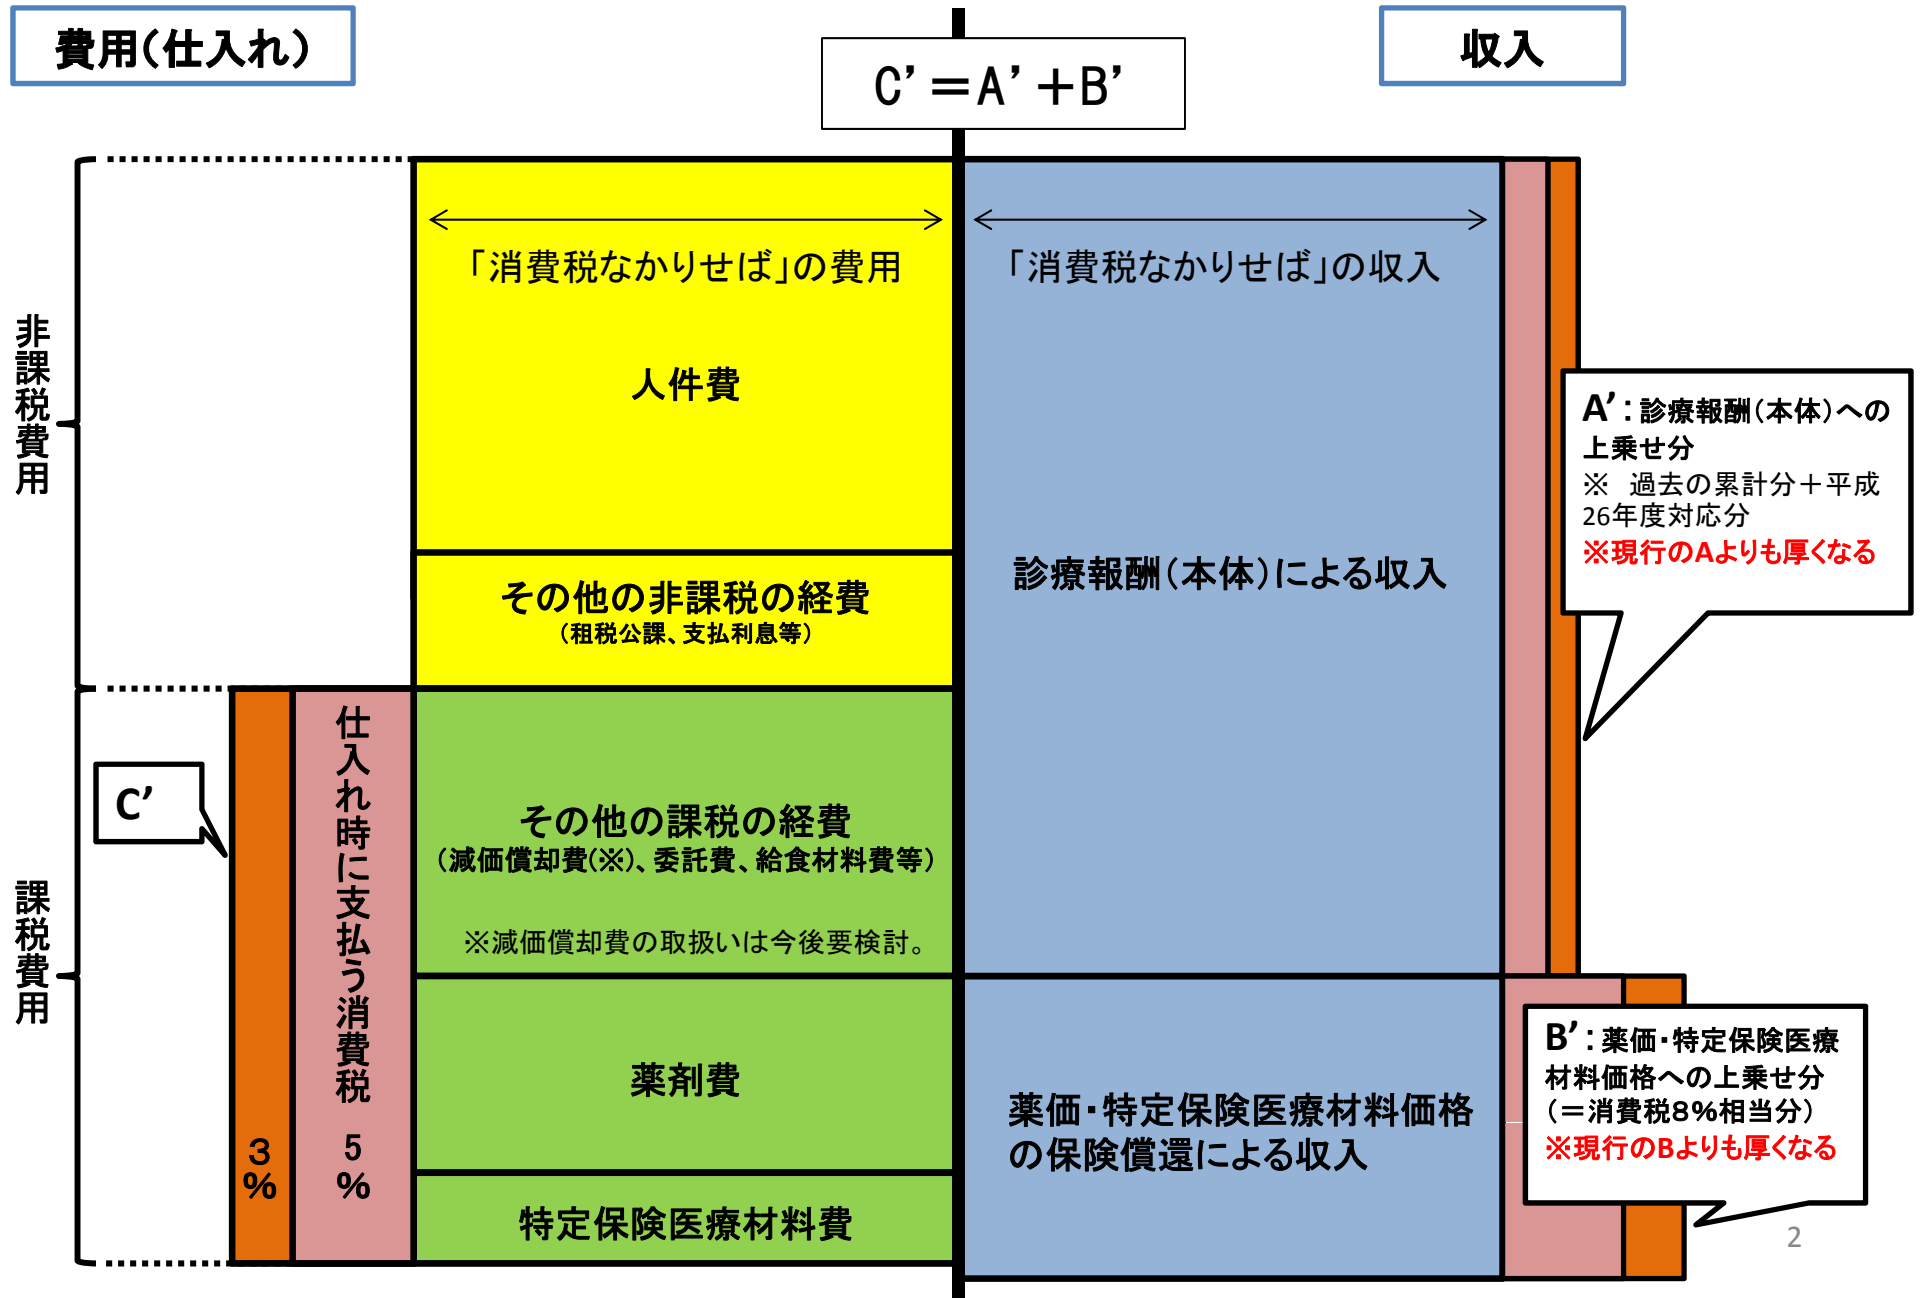 費用(仕入れ)
収入
C’=A’+B’
「消費税なかりせば」の費用
「消費税なかりせば」の収入
非課税費用
人件費
その他の非課税の経費
(租税公課、支払利息等)
診療報酬(本体)による収入
A’:診療報酬(本体)への
上乗せ分
※ 過去の累計分+平成
26年度対応分
※現行のAよりも厚くなる
課税費用
C’
3%
仕入れ時に支払う消費税 5%
その他の課税の経費
(減価償却費(※)、委託費、給食材料費等)
※減価償却費の取扱いは今後要検討。
薬剤費
特定保険医療材料費
薬価・特定保険医療材料価格
の保険償還による収入
B’:薬価・特定保険医療
材料価格への上乗せ分
(=消費税8%相当分)
※現行のBよりも厚くなる
2